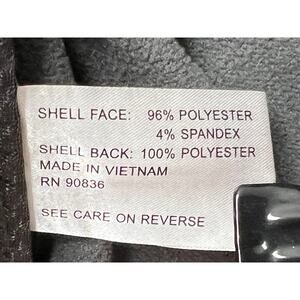 SHELL FACE: 96% POLYESTER
4% SPANDEX
SHELL BACK: 100% POLYESTER
MADE IN VIETNAM
RN 90836
SEE CARE ON REVERSE